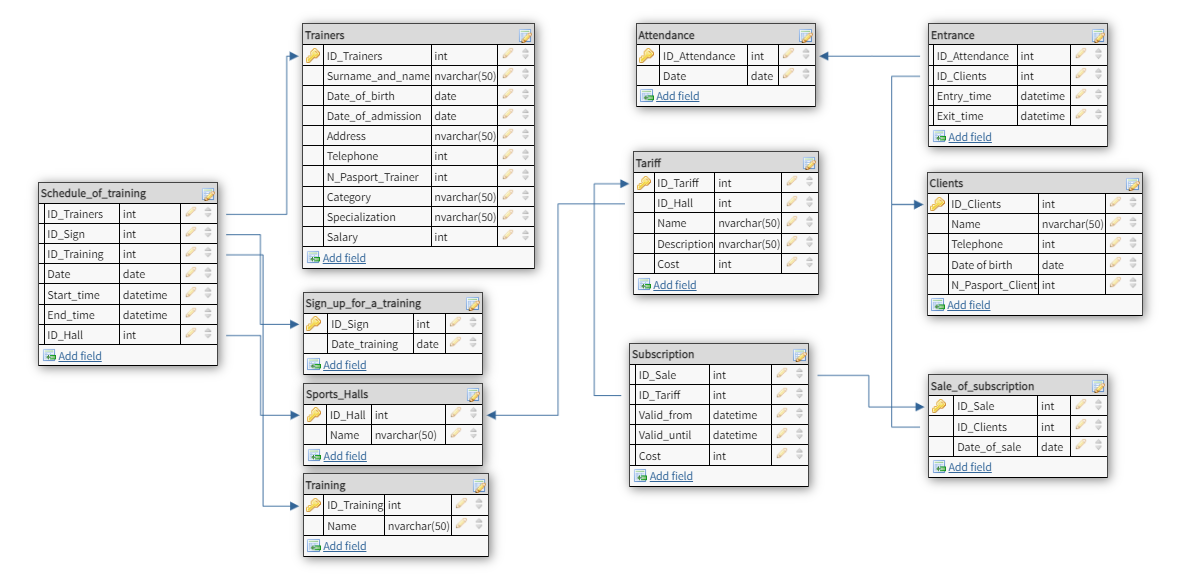 Schedule_of_training
ID_Trainers int
ID_Sign int
ID_Training int
Date date
Start_time datetime
End_time datetime
ID_Hall int
Add field
Trainers
ID_Trainers int
Surname_and_name nvarchar(50)
Date_of_birth date
Date_of_admission date
Address nvarchar(50)
Telephone int
N_Pasport_Trainer int
Category nvarchar(50)
Specialization nvarchar(50)
Salary int
Add field
Sign_up_for_a_training
ID_Sign int
Date_training date
Add field
Sports_Halls
ID_Hall int
Name nvarchar(50)
Add field
Training
ID_Training int
Name nvarchar(50)
Add field
Attendance
ID_Attendance int
Date date
Add field
Tariff
ID_Tariff int
ID_Hall int
Name nvarchar(50)
Description nvarchar(50)
Cost int
Add field
Subscription
ID_Sale int
ID_Tariff int
Valid_from datetime
Valid_until datetime
Cost int
Add field
Entrance
ID_Attendance int
ID_Clients int
Entry_time datetime
Exit_time datetime
Add field
Clients
ID_Clients int
Name nvarchar(50)
Telephone int
Date of birth date
N_Pasport_Client int
Add field
Sale_of_subscription
ID_Sale int
ID_Clients int
Date_of_sale date
Add field